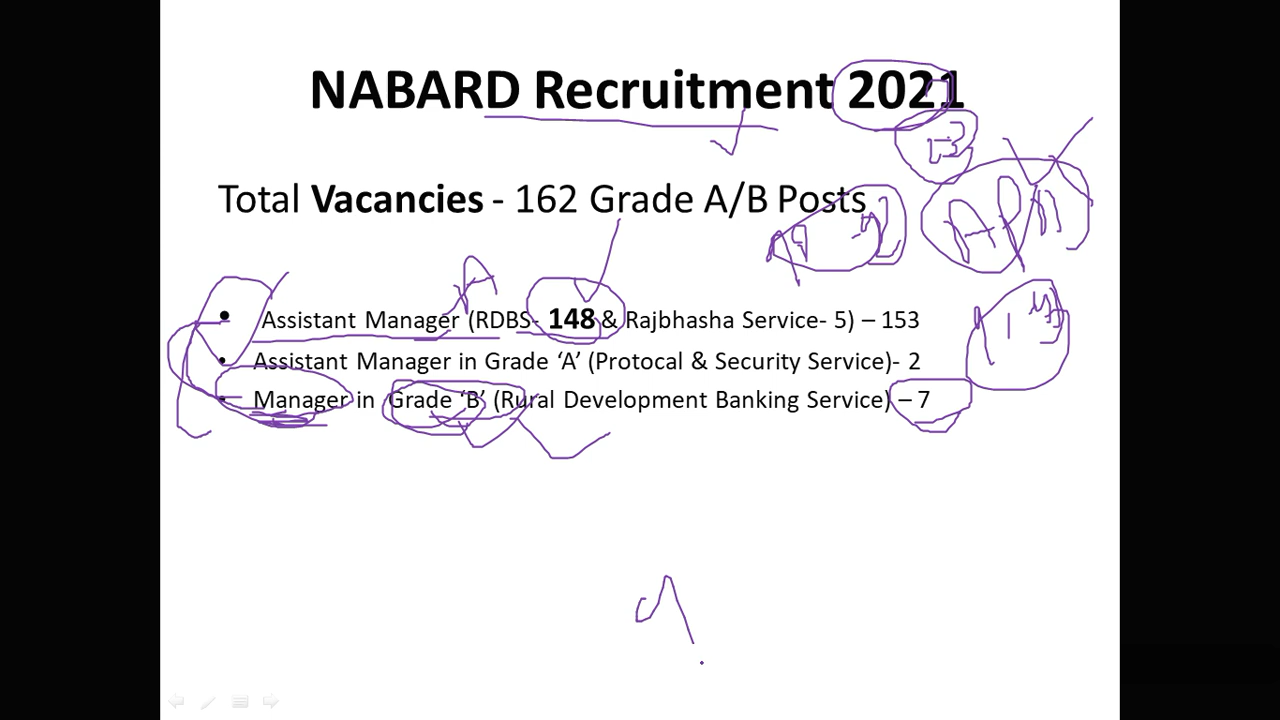 NABARD Recruitment 2021
Total Vacancies - 162 Grade A/B Posts
• Assistant Manager (RDBS- 148 & Rajbhasha Service- 5) – 153
• Assistant Manager in Grade ‘A’ (Protocal & Security Service)- 2
• Manager in Grade ‘B’ (Rural Development Banking Service) – 7